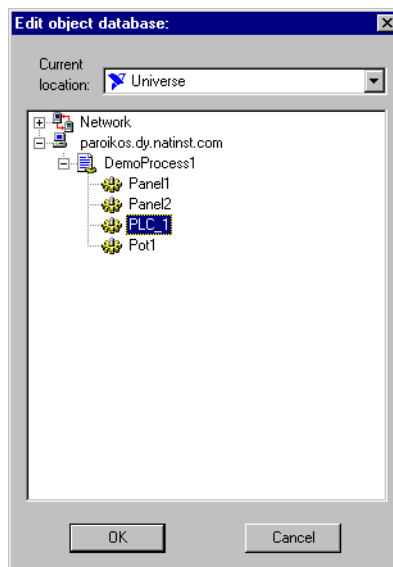 Edit object database:
Current
location: Universe
Network
paroikos.dy.natinst.com
DemoProcess1
Panel1
Panel2
PLC_1
Pot1
OK Cancel